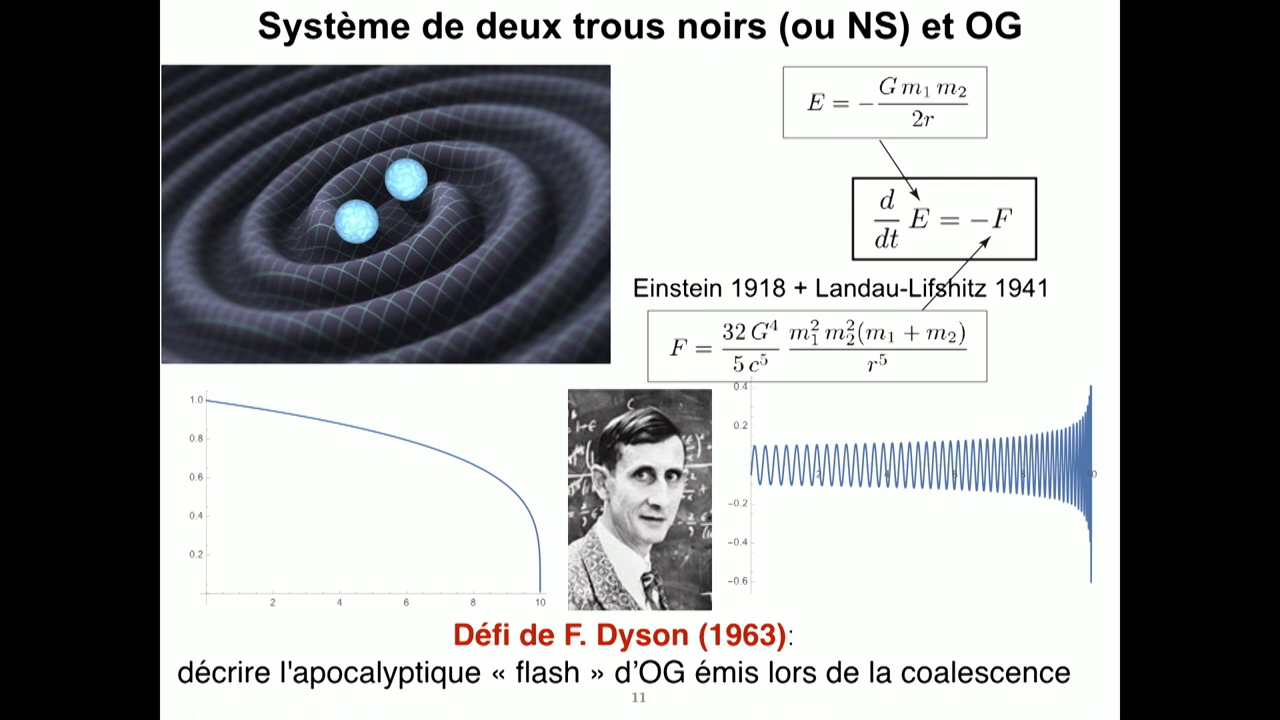 Système de deux trous noirs (ou NS) et OG
E = − G m₁ m₂ / 2r
d/dt E = −F
Einstein 1918 + Landau-Lifshitz 1941
F = 32 G⁴ / 5 c⁵ m₁² m₂² (m₁ + m₂) / r⁵
1.0
0.8
0.6
0.4
0.2
2 4 6 8 10
0.4
0.2
−0.2
−0.4
−0.6
Défi de F. Dyson (1963):
décrire l'apocalyptique « flash » d’OG émis lors de la coalescence
11